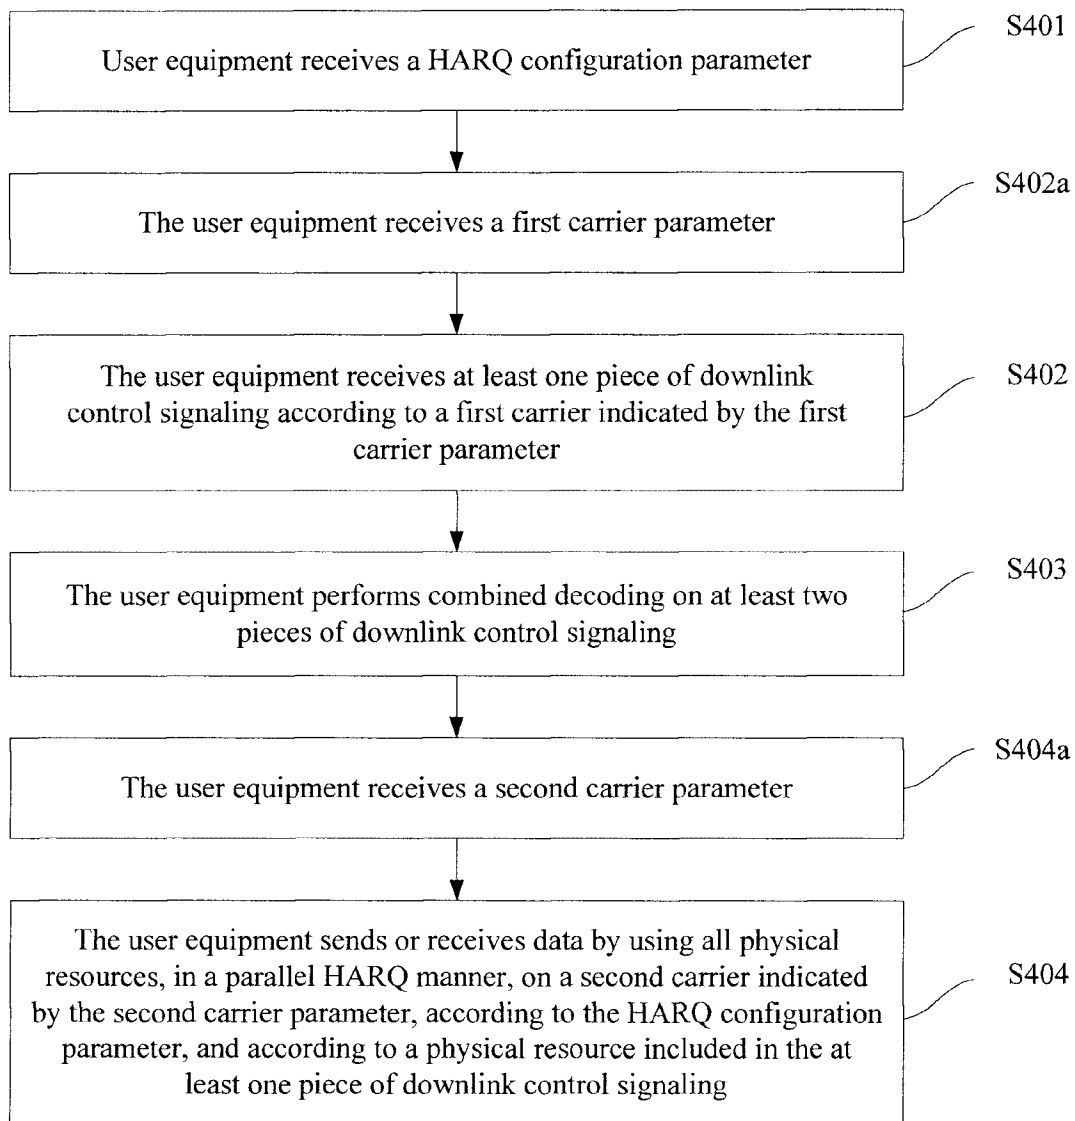 User equipment receives a HARQ configuration parameter
S401
The user equipment receives a first carrier parameter
S402a
The user equipment receives at least one piece of downlink
control signaling according to a first carrier indicated by the first
carrier parameter
S402
The user equipment performs combined decoding on at least two
pieces of downlink control signaling
S403
The user equipment receives a second carrier parameter
S404a
The user equipment sends or receives data by using all physical
resources, in a parallel HARQ manner, on a second carrier indicated
by the second carrier parameter, according to the HARQ configuration
parameter, and according to a physical resource included in the at
least one piece of downlink control signaling
S404